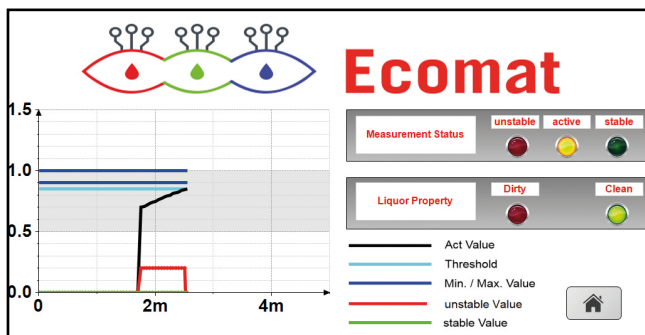 Ecomat
1.5
1.0
0.5
0.0
0
2m
4m
Measurement Status
unstable
active
stable
Liquor Property
Dirty
Clean
Act Value
Threshold
Min. / Max. Value
unstable Value
stable Value